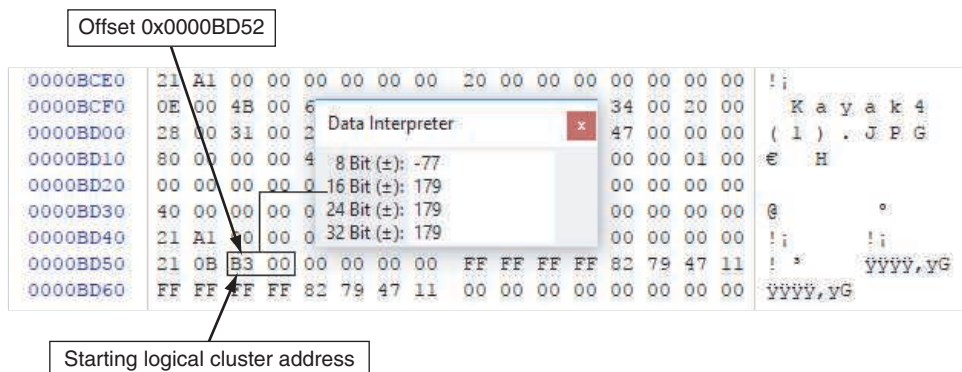 Offset 0x0000BD52
0000BCE0 21 A1 00 00 00 00 00 00 20 00 00 00 00 00 00 00 !¡
0000BCF0 0E 00 4B 00 6 34 00 20 00 K a y a k 4
0000BD00 28 00 31 00 2 47 00 00 00 ( 1 ) . J P G
0000BD10 80 00 00 00 4 00 00 01 00 € H
0000BD20 00 00 00 00 0 00 00 00 00
0000BD30 40 00 00 00 0 00 00 00 00 @ °
0000BD40 21 A1 00 00 0 00 00 00 00 !¡ !¡
0000BD50 21 0B B3 00 00 00 00 00 FF FF FF FF 82 79 47 11 ! ³ ÿÿÿÿ‚yG
0000BD60 FF FF FF FF 82 79 47 11 00 00 00 00 00 00 00 00 ÿÿÿÿ‚yG
Data Interpreter x
8 Bit (±): -77
16 Bit (±): 179
24 Bit (±): 179
32 Bit (±): 179
Starting logical cluster address